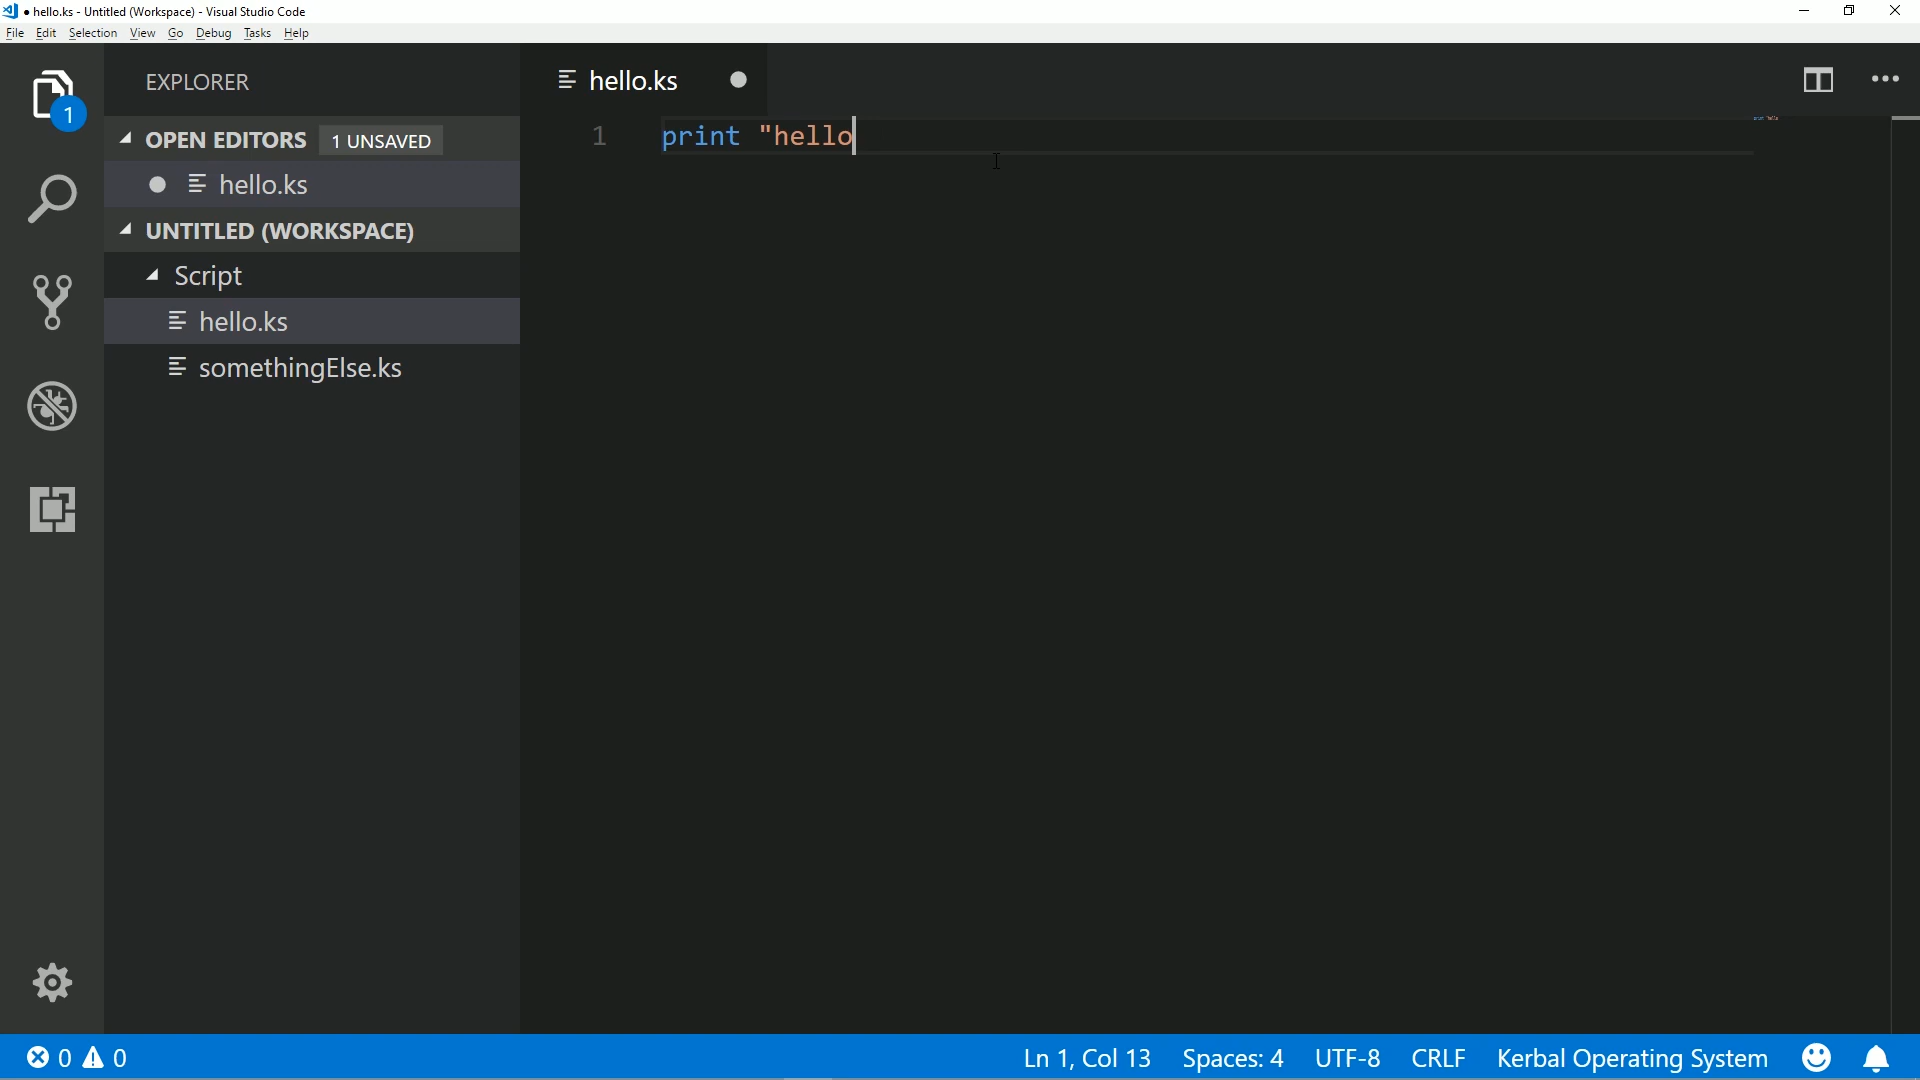 ● hello.ks - Untitled (Workspace) - Visual Studio Code
File Edit Selection View Go Debug Tasks Help
EXPLORER
hello.ks
1
OPEN EDITORS 1 UNSAVED
1 print "hello
hello.ks
UNTITLED (WORKSPACE)
Script
hello.ks
somethingElse.ks
0 0 Ln 1, Col 13 Spaces: 4 UTF-8 CRLF Kerbal Operating System